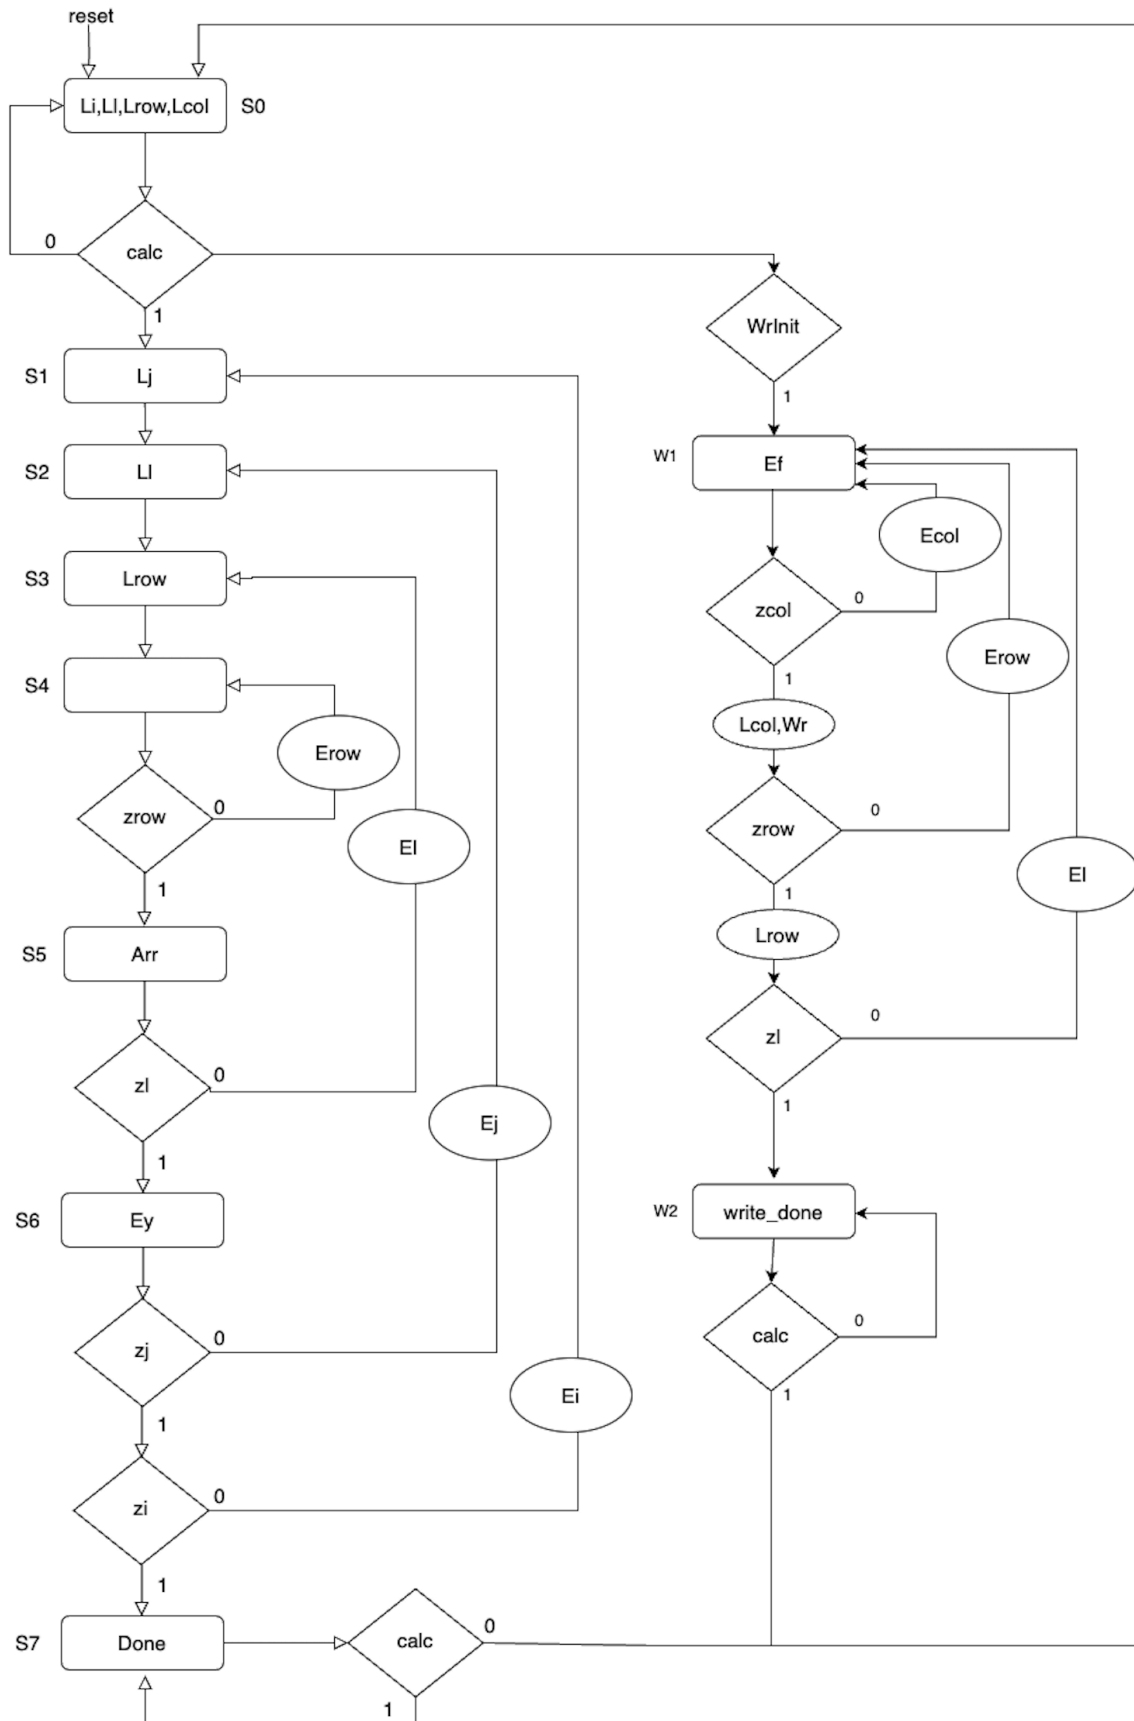 reset
Li,Ll,Lrow,Lcol
S0
calc
0
1
WrInit
1
S1
Lj
S2
Ll
S3
Lrow
S4
Erow
zrow
0
1
El
S5
Arr
zl
0
1
Ej
S6
Ey
zj
0
1
Ei
zi
0
1
S7
Done
calc
0
1
W1
Ef
Ecol
zcol
0
1
Erow
Lcol,Wr
zrow
0
1
El
Lrow
zl
0
1
W2
write_done
calc
0
1